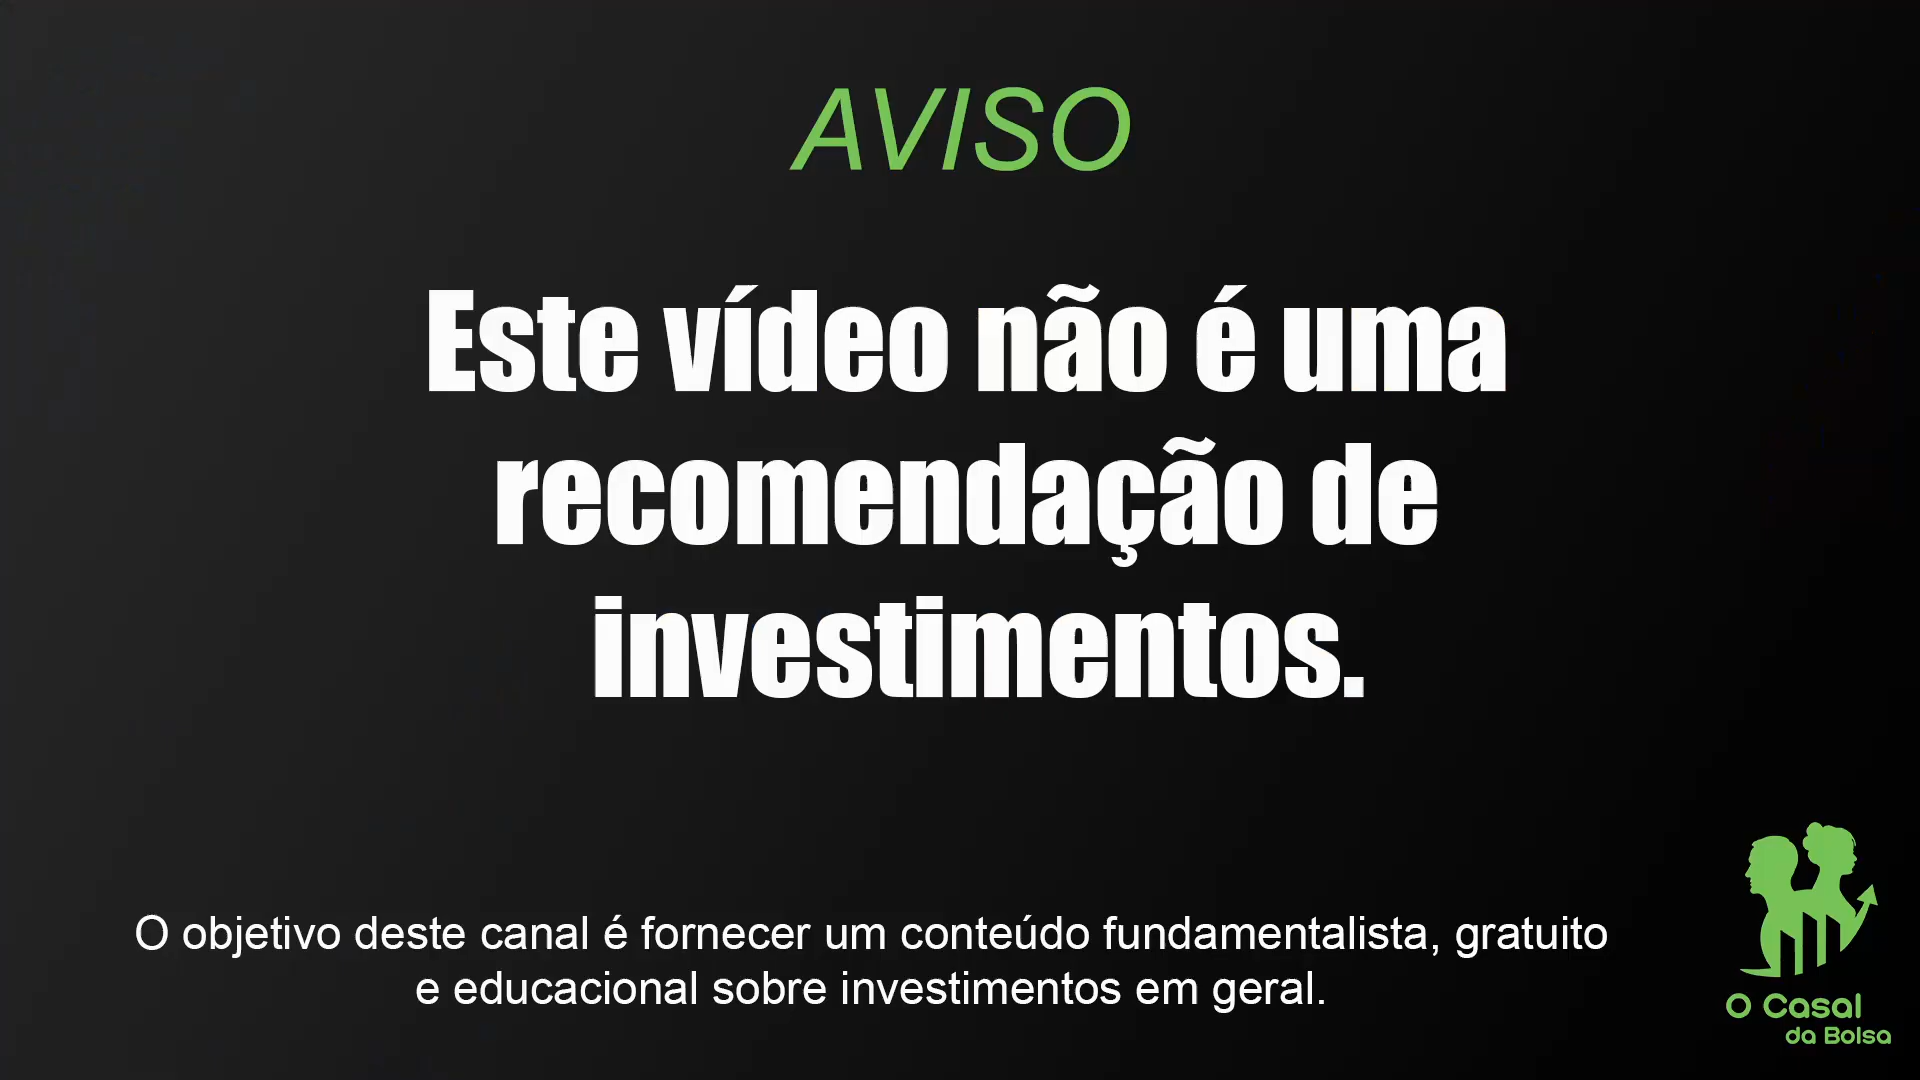 AVISO
Este vídeo não é uma
recomendação de
investimentos.
O objetivo deste canal é fornecer um conteúdo fundamentalista, gratuito
e educacional sobre investimentos em geral.
O Casal
da Bolsa